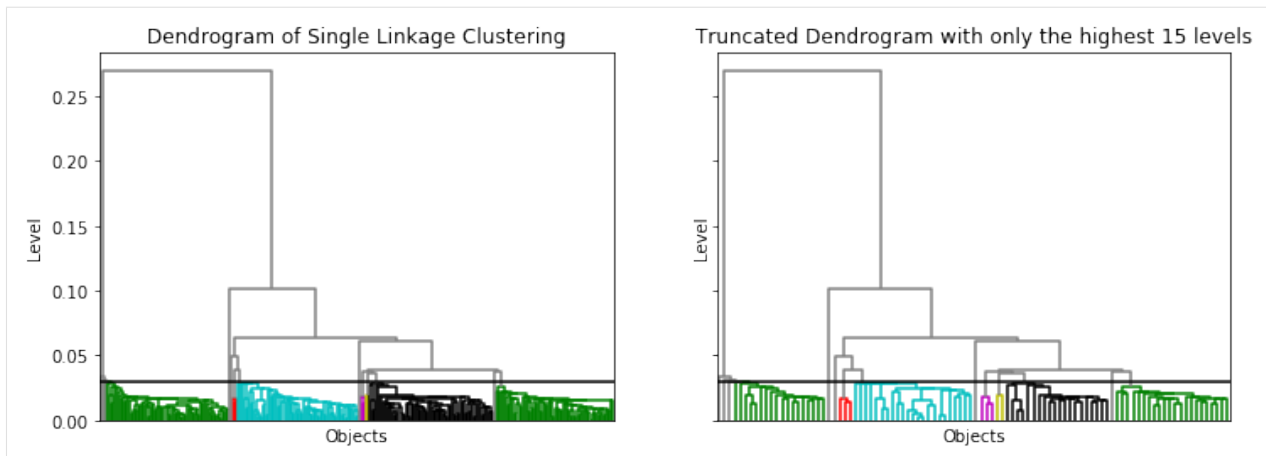 Dendrogram of Single Linkage Clustering
Truncated Dendrogram with only the highest 15 levels
0.25
0.20
0.15
0.10
0.05
0.00
Level
Level
Objects
Objects